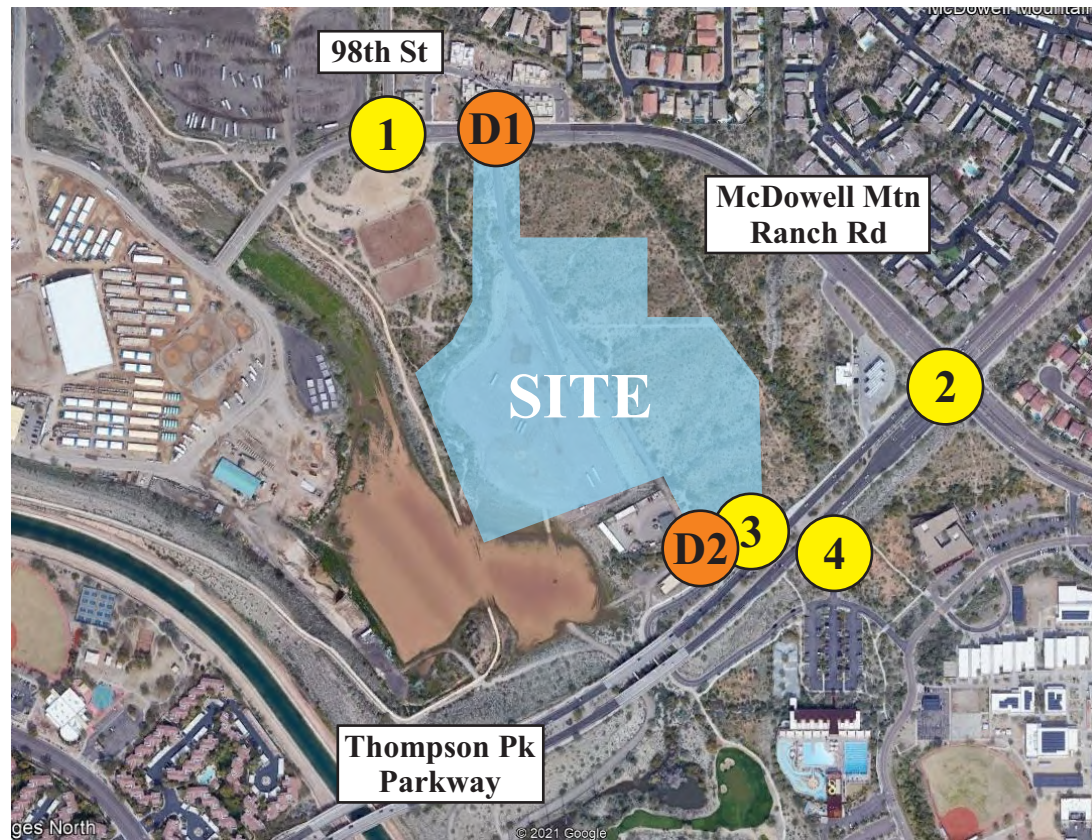 McDowell Mountain
98th St
1
D1
McDowell Mtn
Ranch Rd
2
SITE
D2
3
4
Thompson Pk
Parkway
ges North
© 2021 Google